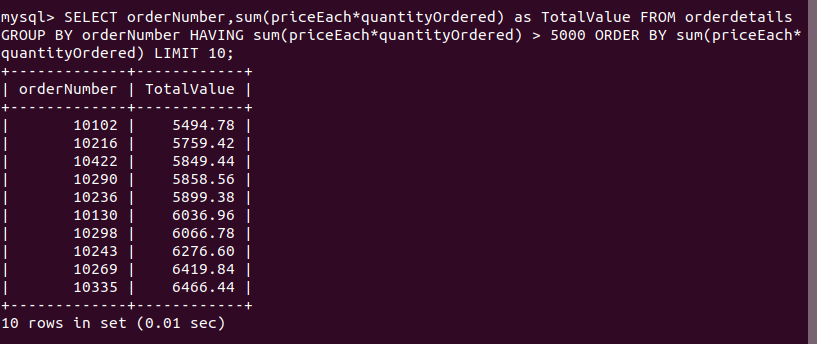 mysql> SELECT orderNumber,sum(priceEach*quantityOrdered) as TotalValue FROM orderdetails
GROUP BY orderNumber HAVING sum(priceEach*quantityOrdered) > 5000 ORDER BY sum(priceEach*
quantityOrdered) LIMIT 10;
+-------------+------------+
| orderNumber | TotalValue |
+-------------+------------+
|       10102 |    5494.78 |
|       10216 |    5759.42 |
|       10422 |    5849.44 |
|       10290 |    5858.56 |
|       10236 |    5899.38 |
|       10130 |    6036.96 |
|       10298 |    6066.78 |
|       10243 |    6276.60 |
|       10269 |    6419.84 |
|       10335 |    6466.44 |
+-------------+------------+
10 rows in set (0.01 sec)